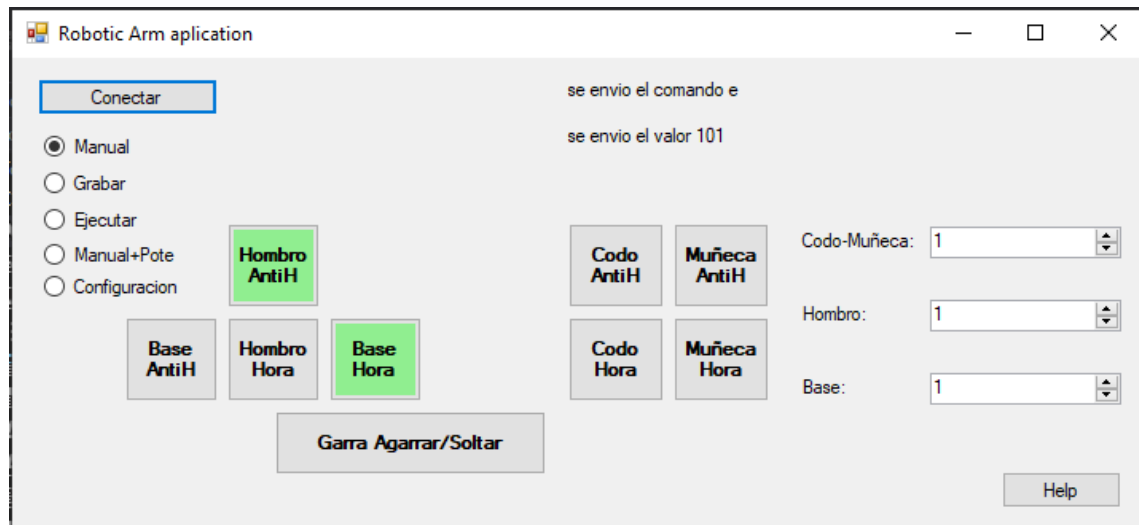 Robotic Arm aplication
Conectar
se envio el comando e
se envio el valor 101
Manual
Grabar
Ejecutar
Manual+Pote
Configuracion
Hombro
AntiH
Codo
AntiH
Muñeca
AntiH
Codo-Muñeca: 1
Hombro: 1
Base
AntiH
Hombro
Hora
Base
Hora
Codo
Hora
Muñeca
Hora
Base: 1
Garra Agarrar/Soltar
Help